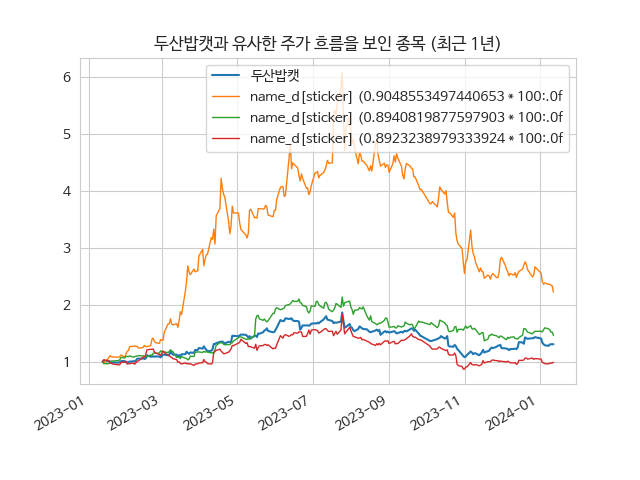 두산밥캣과 유사한 주가 흐름을 보인 종목 (최근 1년)
두산밥캣
name_d[sticker] (0.9048553497440653 * 100:.0f
name_d[sticker] (0.8940819877597903 * 100:.0f
name_d[sticker] (0.8923238979333924 * 100:.0f
6
5
4
3
2
1
2023-01
2023-03
2023-05
2023-07
2023-09
2023-11
2024-01